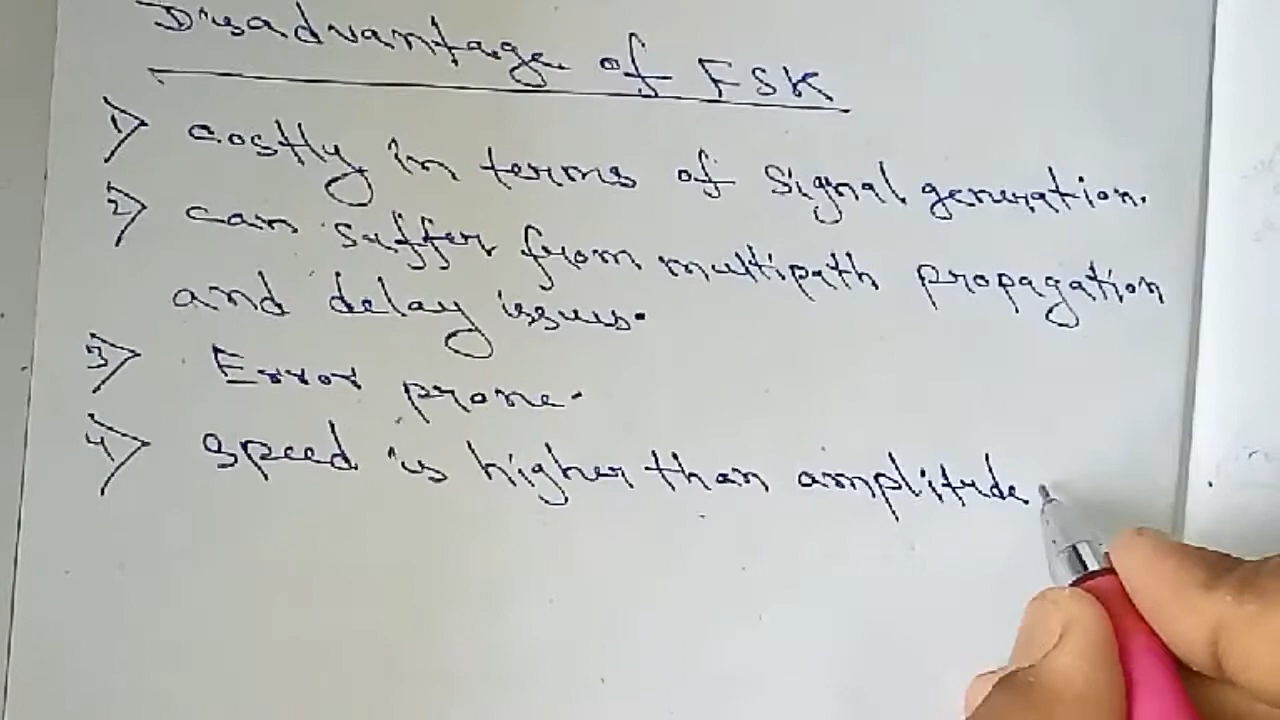 Disadvantage of FSK
1) costly in terms of signal generation.
2) can suffer from multipath propagation
and delay issues.
3) Error prone.
4) speed is higher than amplitude